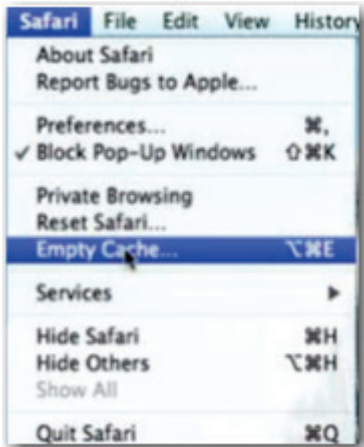 Safari File Edit View History
About Safari
Report Bugs to Apple...
Preferences... ⌘,
✓ Block Pop-Up Windows ⇧⌘K
Private Browsing
Reset Safari...
Empty Cache... ⌥⌘E
Services ▶
Hide Safari ⌘H
Hide Others ⌥⌘H
Show All
Quit Safari ⌘Q